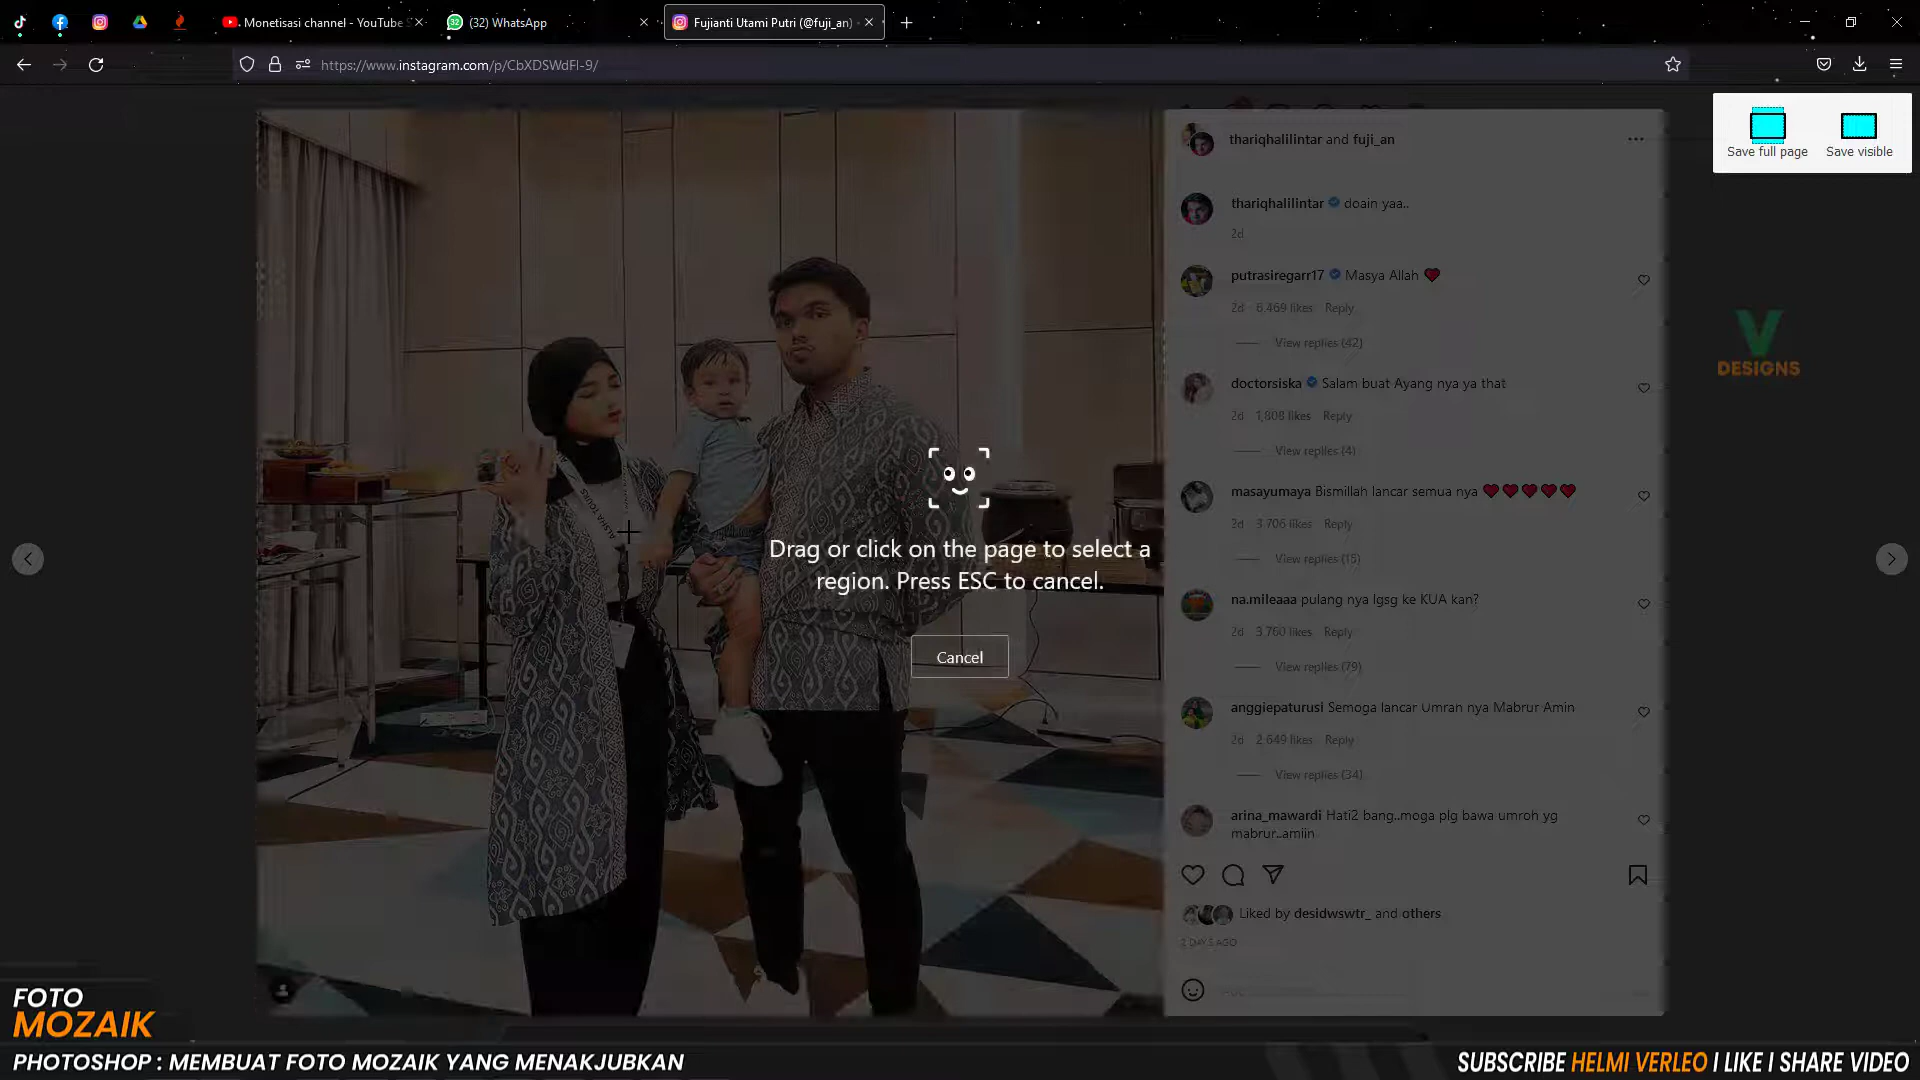 Monetisasi channel - YouTube S
(32) WhatsApp
Fujianti Utami Putri (@fuji_an)
https://www.instagram.com/p/CbXDSWdFl-9/
Save full page
Save visible
thariqhalilintar and fuji_an
thariqhalilintar doain yaa..
2d
putrasiregarr17 Masya Allah ❤
2d 6.469 likes Reply
View replies (42)
doctorsiska Salam buat Ayang nya ya that
2d 1,808 likes Reply
View replies (4)
masayumaya Bismillah lancar semua nya ❤❤❤❤❤
2d 3.706 likes Reply
View replies (15)
na.mileaaa pulang nya lgsg ke KUA kan?
2d 3.760 likes Reply
View replies (79)
anggiepaturusi Semoga lancar Umran nya Mabrur Amin
2d 2.649 likes Reply
View replies (34)
arina_mawardi Hati2 bang..moga plg bawa umroh yg
mabrur..amiin
Liked by desidwswtr_ and others
2 DAYS AGO
Drag or click on the page to select a
region. Press ESC to cancel.
Cancel
V
DESIGNS
FOTO
MOZAIK
PHOTOSHOP : MEMBUAT FOTO MOZAIK YANG MENAKJUBKAN
SUBSCRIBE HELMI VERLEO I LIKE I SHARE VIDEO